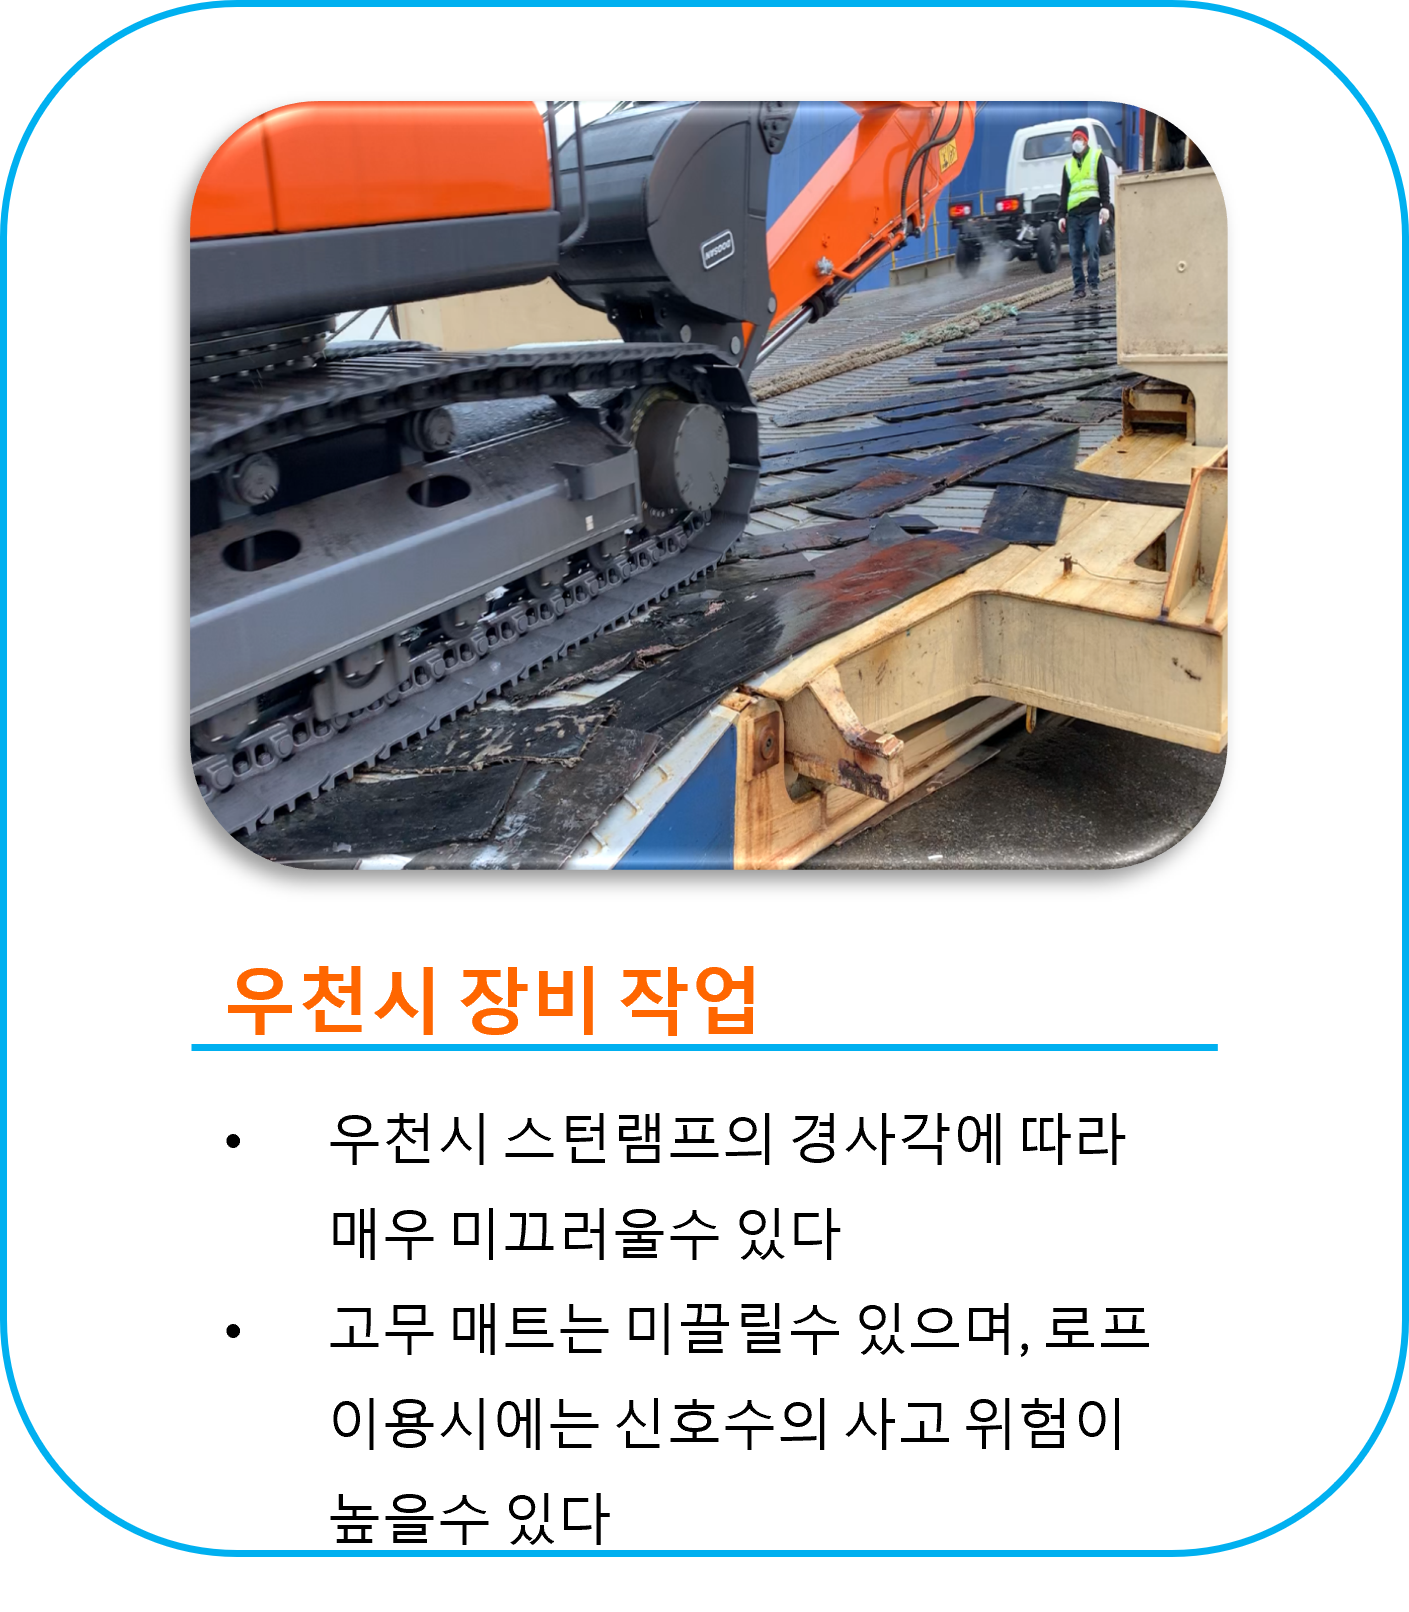 DOOSAN
우천시 장비 작업
• 우천시 스턴램프의 경사각에 따라
매우 미끄러울수 있다
• 고무 매트는 미끌릴수 있으며, 로프
이용시에는 신호수의 사고 위험이
높을수 있다